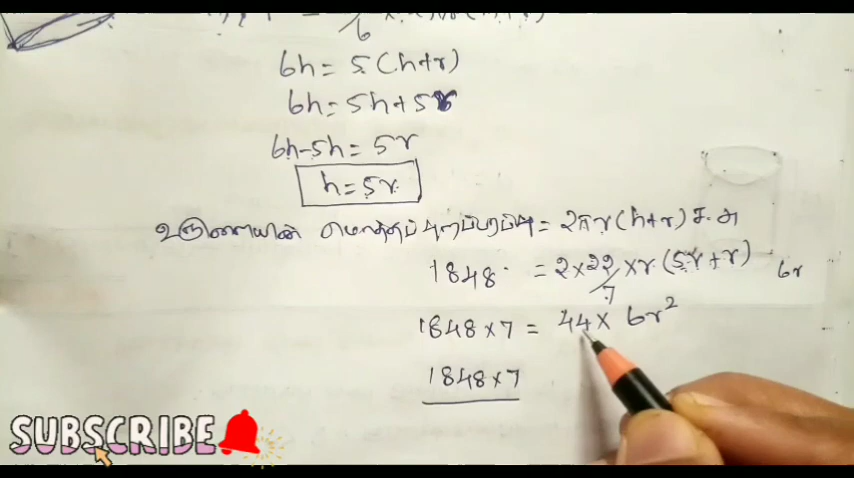 6
6h = 5 (h+r)
6h = 5h + 5r
6h - 5h = 5r
h = 5r
உருளையின் மொத்தப் புறப்பரப்பு = 2πr (h+r) ச. அ
1848 = 2 × 22/7 × r (5r + r) 6r
1848 × 7 = 44 × 6r²
1848 × 7
SUBSCRIBE